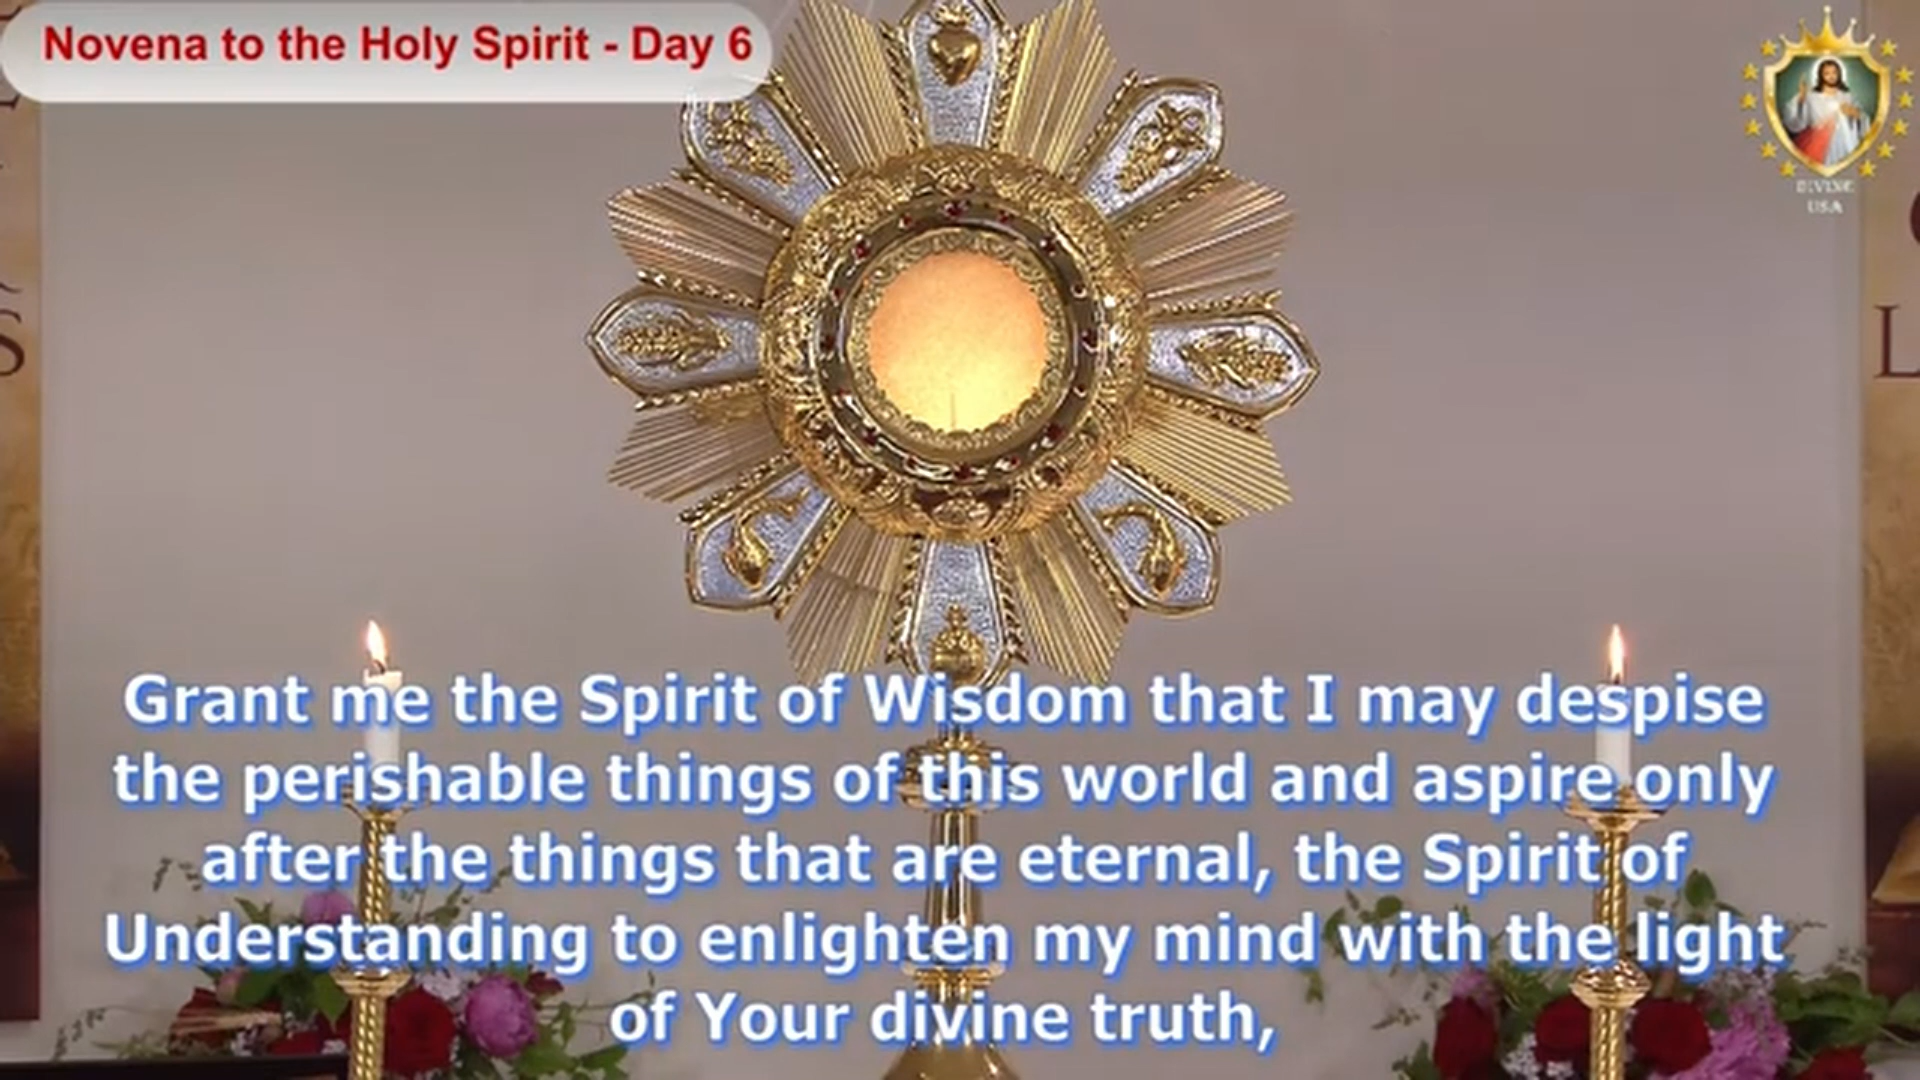 Novena to the Holy Spirit - Day 6
DIVINE
USA
S
L
Grant me the Spirit of Wisdom that I may despise
the perishable things of this world and aspire only
after the things that are eternal, the Spirit of
Understanding to enlighten my mind with the light
of Your divine truth,